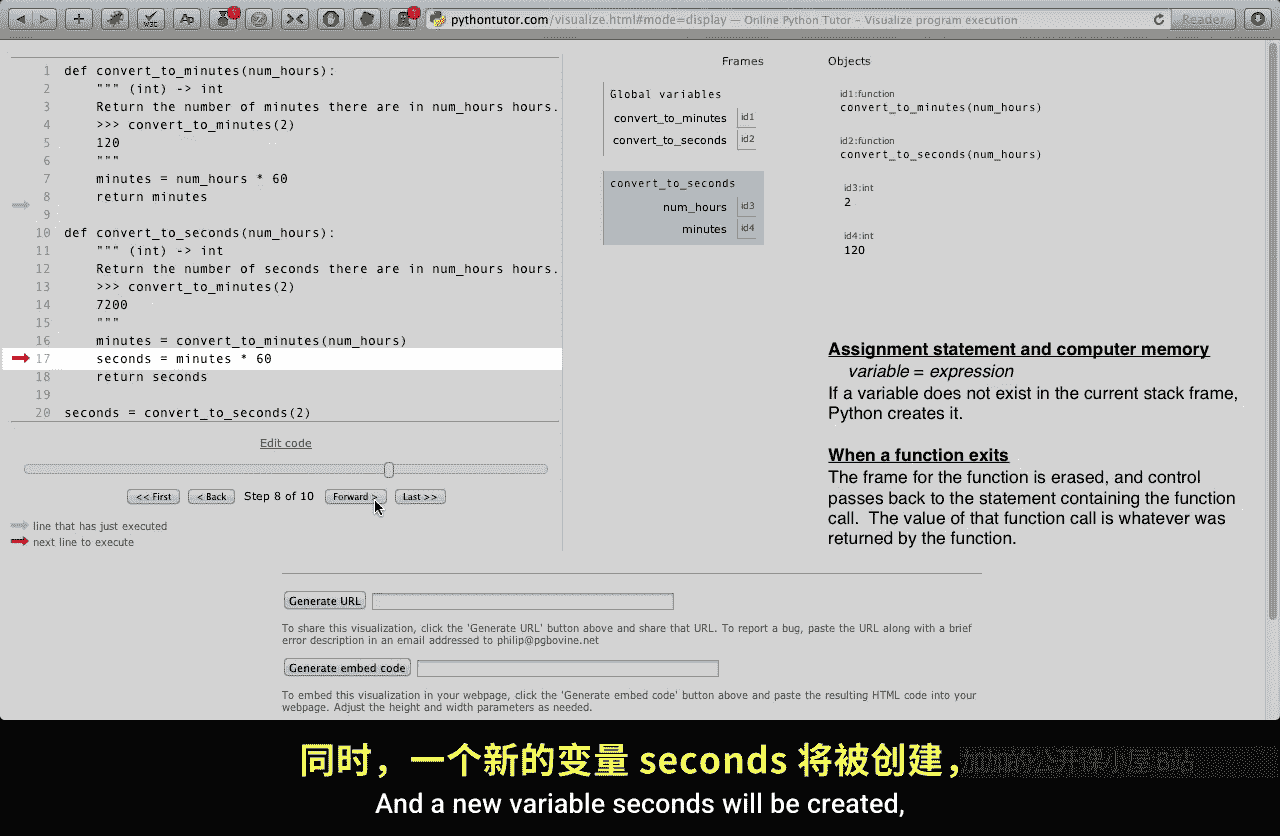 pythontutor.com/visualize.html#mode=display — Online Python Tutor – Visualize program execution
Reader
Frames
Objects
1 def convert_to_minutes(num_hours):
2 """ (int) -> int
3 Return the number of minutes there are in num_hours hours.
4 >>> convert_to_minutes(2)
5 120
6 """
7 minutes = num_hours * 60
8 return minutes
9
10 def convert_to_seconds(num_hours):
11 """ (int) -> int
12 Return the number of seconds there are in num_hours hours.
13 >>> convert_to_minutes(2)
14 7200
15 """
16 minutes = convert_to_minutes(num_hours)
17 seconds = minutes * 60
18 return seconds
19
20 seconds = convert_to_seconds(2)
Edit code
<< First
< Back
Step 8 of 10
Forward >
Last >>
line that has just executed
next line to execute
Global variables
convert_to_minutes id1
convert_to_seconds id2
convert_to_seconds
num_hours id3
minutes id4
id1:function
convert_to_minutes(num_hours)
id2:function
convert_to_seconds(num_hours)
id3:int
2
id4:int
120
Assignment statement and computer memory
variable = expression
If a variable does not exist in the current stack frame,
Python creates it.
When a function exits
The frame for the function is erased, and control
passes back to the statement containing the function
call. The value of that function call is whatever was
returned by the function.
Generate URL
To share this visualization, click the 'Generate URL' button above and share that URL. To report a bug, paste the URL along with a brief
error description in an email addressed to philip@pgbovine.net
Generate embed code
To embed this visualization in your webpage, click the 'Generate embed code' button above and paste the resulting HTML code into your
webpage. Adjust the height and width parameters as needed.
同时，一个新的变量 seconds 将被创建，
And a new variable seconds will be created,